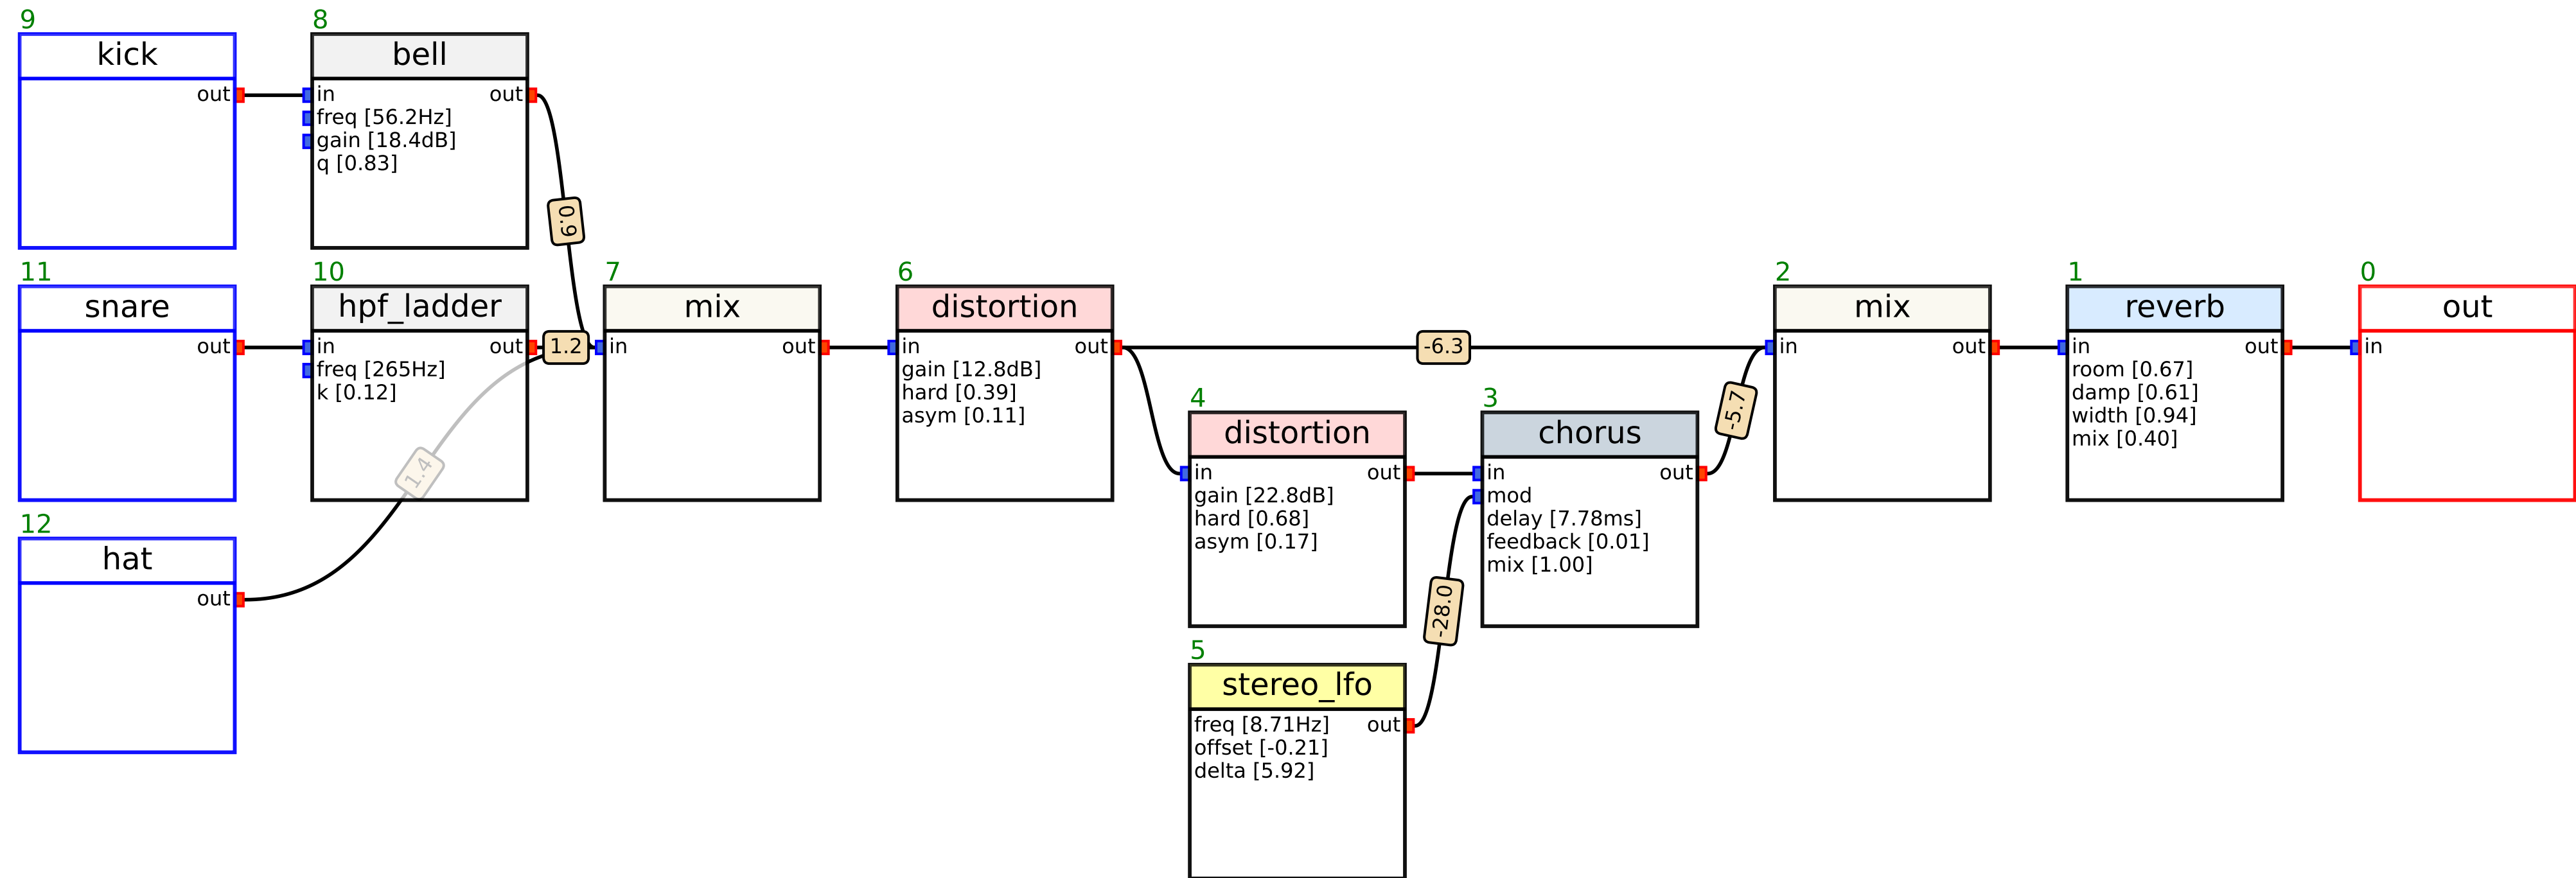 9
kick
out
8
bell
in
out
freq [56.2Hz]
gain [18.4dB]
q [0.83]
0.9
11
snare
out
10
hpf_ladder
in
out
freq [265Hz]
k [0.12]
1.2
1.4
12
hat
out
7
mix
in
out
6
distortion
in
out
gain [12.8dB]
hard [0.39]
asym [0.11]
-6.3
4
distortion
in
out
gain [22.8dB]
hard [0.68]
asym [0.17]
5
stereo_lfo
freq [8.71Hz]
out
offset [-0.21]
delta [5.92]
-28.0
3
chorus
in
out
mod
delay [7.78ms]
feedback [0.01]
mix [1.00]
-5.7
2
mix
in
out
1
reverb
in
out
room [0.67]
damp [0.61]
width [0.94]
mix [0.40]
0
out
in